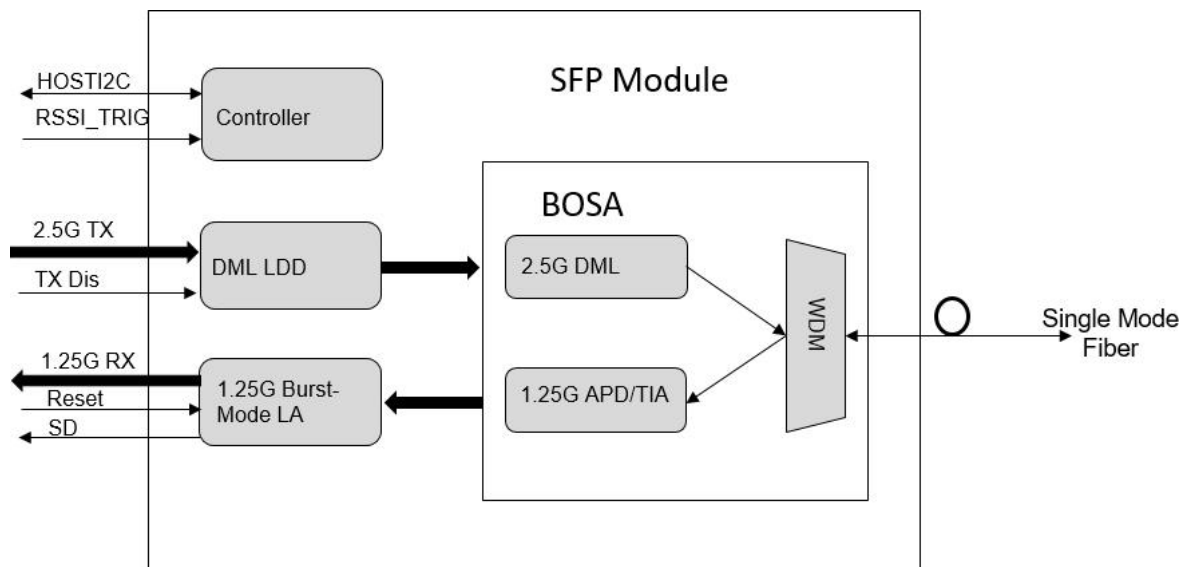 SFP Module
HOSTI2C
RSSI_TRIG
Controller
BOSA
2.5G TX
TX Dis
DML LDD
2.5G DML
WDM
Single Mode
Fiber
1.25G RX
Reset
SD
1.25G Burst-
Mode LA
1.25G APD/TIA